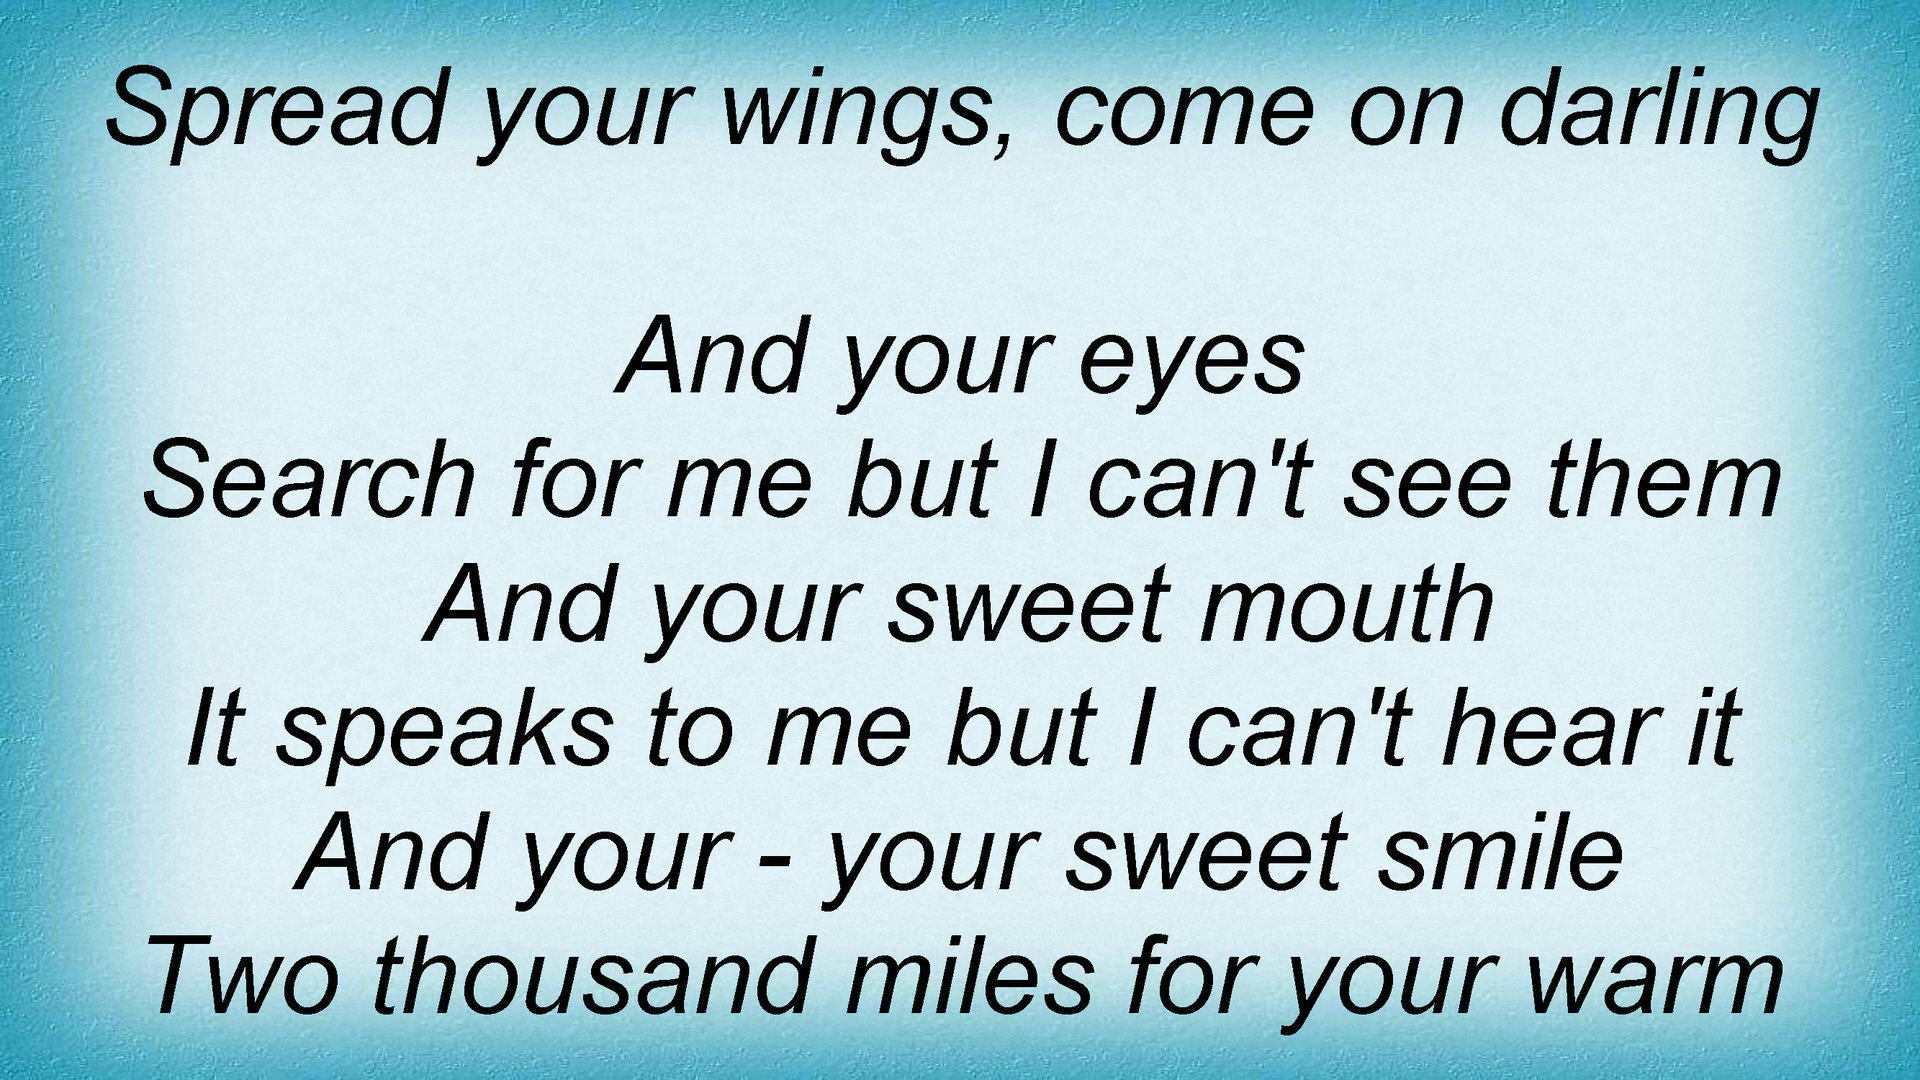 Spread your wings, come on darling
And your eyes
Search for me but I can't see them
And your sweet mouth
It speaks to me but I can't hear it
And your - your sweet smile
Two thousand miles for your warm